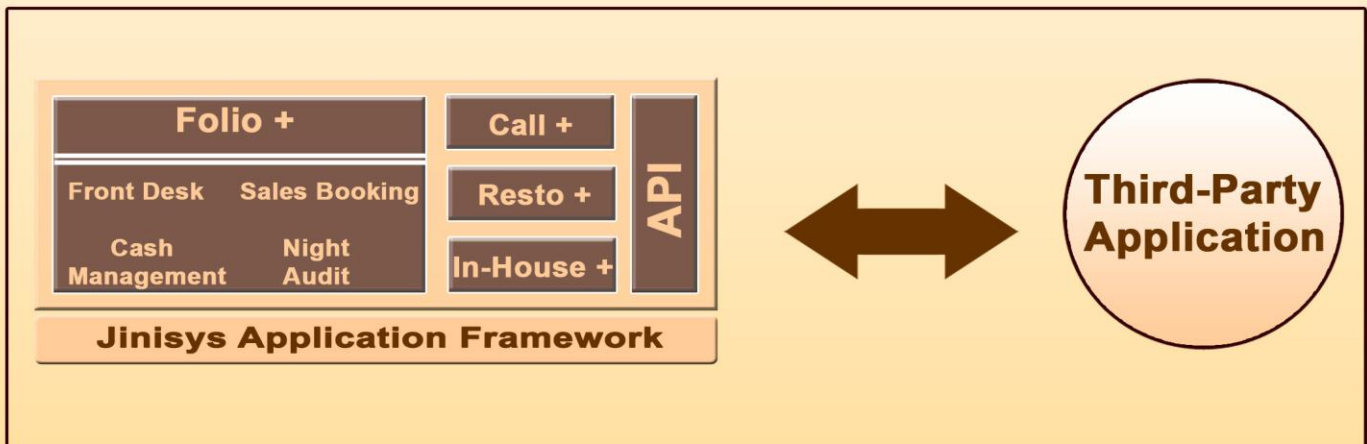 Folio +
Front Desk
Sales Booking
Cash
Management
Night
Audit
Call +
Resto +
In-House +
API
Jinisys Application Framework
Third-Party
Application